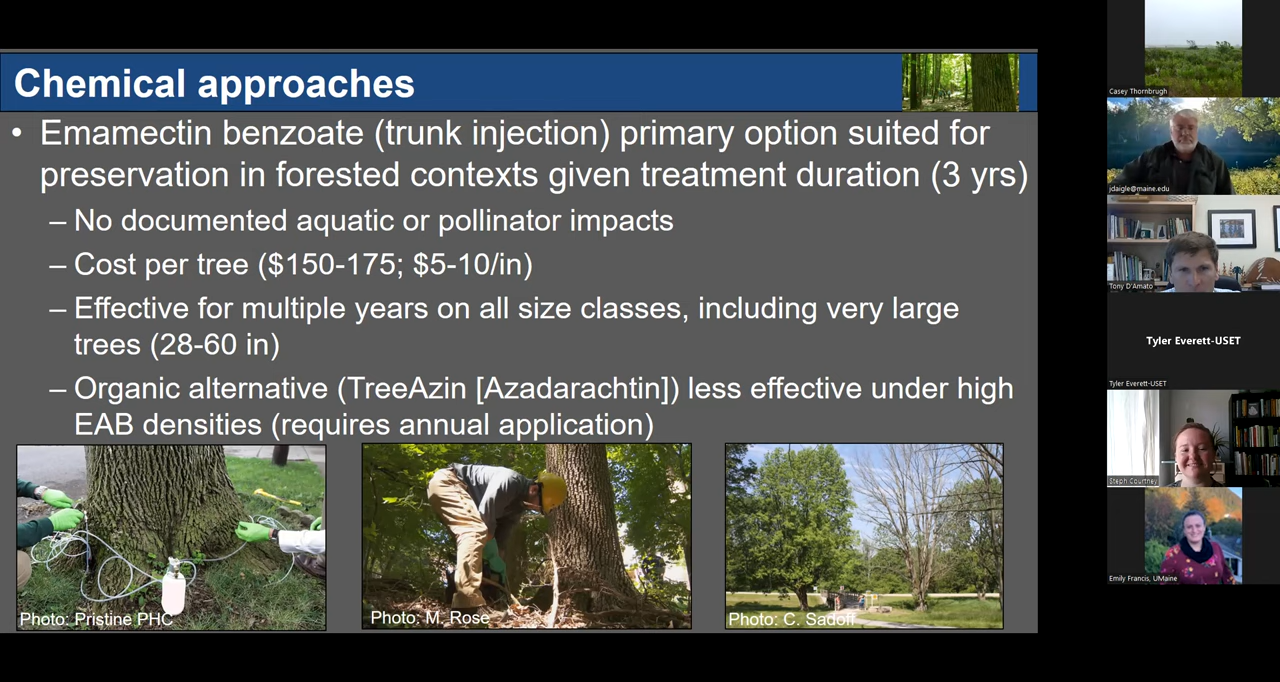 Chemical approaches
• Emamectin benzoate (trunk injection) primary option suited for
preservation in forested contexts given treatment duration (3 yrs)
– No documented aquatic or pollinator impacts
– Cost per tree ($150-175; $5-10/in)
– Effective for multiple years on all size classes, including very large
trees (28-60 in)
– Organic alternative (TreeAzin [Azadarachtin]) less effective under high
EAB densities (requires annual application)
Photo: Pristine PHC
Photo: M. Rose
Photo: C. Sadof
Casey Thornbrugh
jdaigle@maine.edu
Tony D'Amato
Tyler Everett-USET
Tyler Everett-USET
Steph Courtney
Emily Francis, UMaine